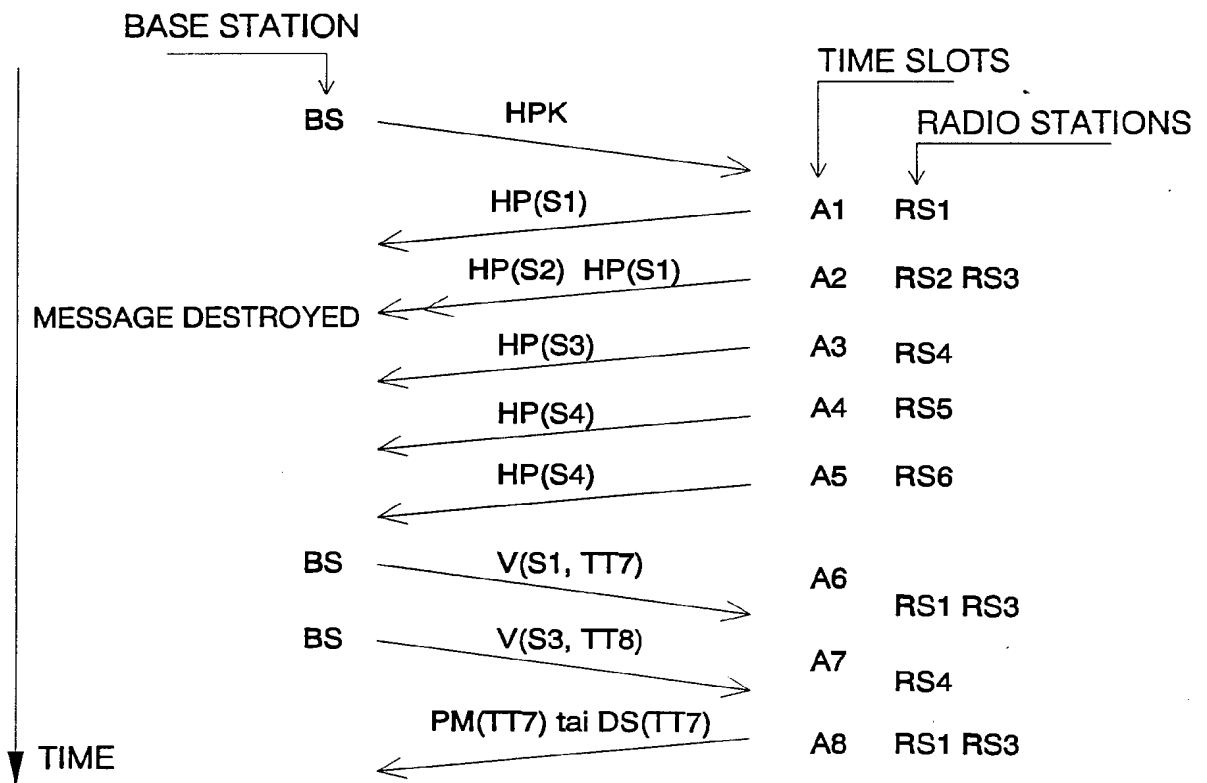 BASE STATION
TIME SLOTS
BS HPK RADIO STATIONS
HP(S1) A1 RS1
HP(S2) HP(S1) A2 RS2 RS3
MESSAGE DESTROYED
HP(S3) A3 RS4
HP(S4) A4 RS5
HP(S4) A5 RS6
BS V(S1, TT7) A6
RS1 RS3
BS V(S3, TT8) A7
RS4
PM(TT7) tai DS(TT7) A8 RS1 RS3
TIME